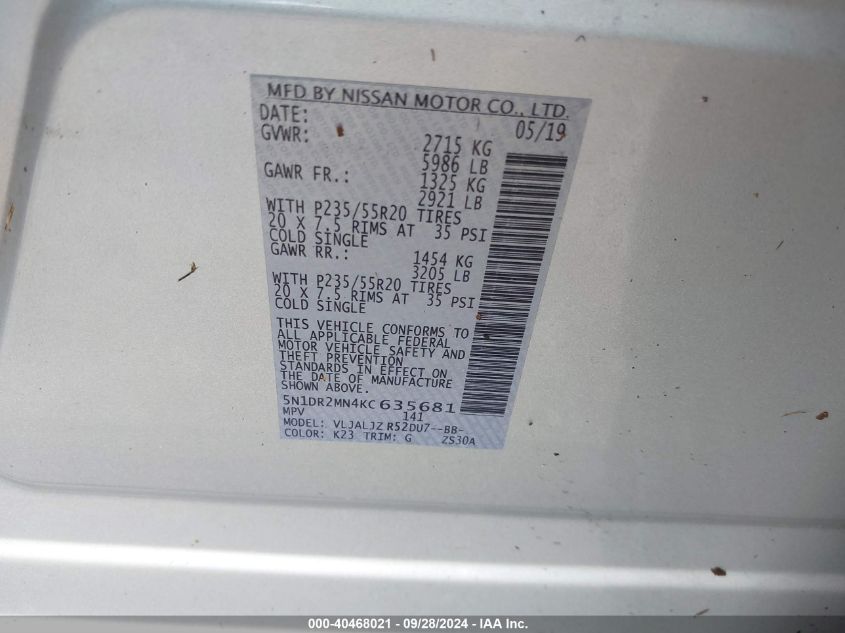 MFD BY NISSAN MOTOR CO., LTD.
DATE: 05/19
GVWR: 2715 KG
5986 LB
GAWR FR.: 1325 KG
2921 LB
WITH P235/55R20 TIRES
20 X 7.5 RIMS AT 35 PSI
COLD SINGLE
GAWR RR.: 1454 KG
3205 LB
WITH P235/55R20 TIRES
20 X 7.5 RIMS AT 35 PSI
COLD SINGLE
THIS VEHICLE CONFORMS TO
ALL APPLICABLE FEDERAL
MOTOR VEHICLE SAFETY AND
THEFT PREVENTION
STANDARDS IN EFFECT ON
THE DATE OF MANUFACTURE
SHOWN ABOVE.
5N1DR2MN4KC635681
MPV 141
MODEL: VLJALJZ R52DU7--BB-
COLOR: K23 TRIM: G ZS30A
000-40468021 - 09/28/2024 - IAA Inc.